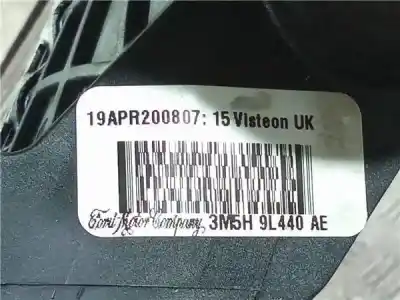 19APR200807:15 Visteon UK
Ford Motor Company 3M5H 9L440 AE